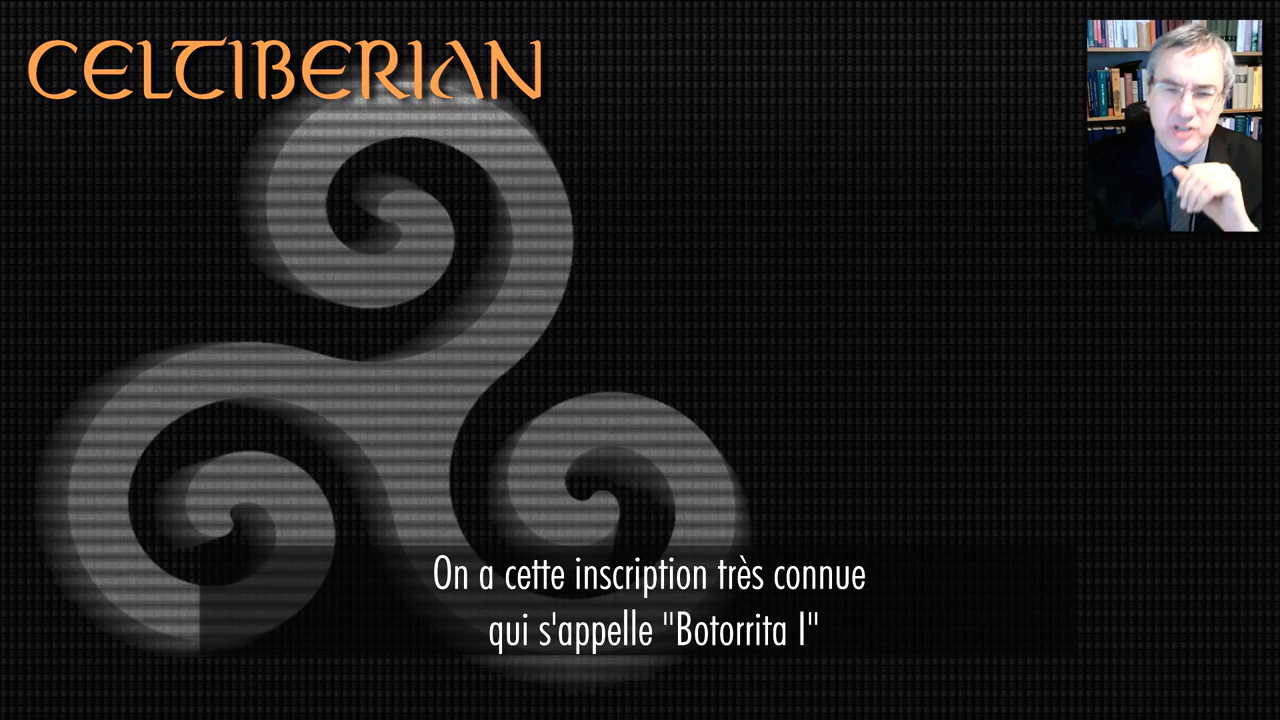 CELTIBERIAN
On a cette inscription très connue
qui s'appelle "Botorrita I"